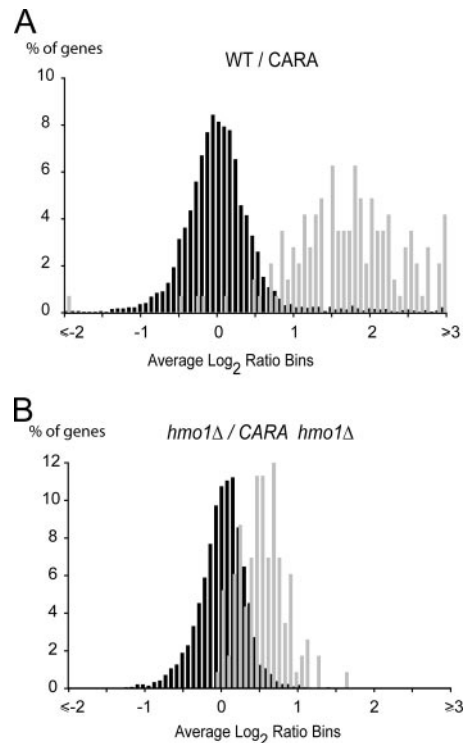 A
% of genes
WT / CARA
10
8
6
4
2
0
≤-2 -1 0 1 2 ≥3
Average Log2 Ratio Bins
B
% of genes
hmo1Δ / CARA hmo1Δ
12
10
8
6
4
2
0
≤-2 -1 0 1 2 ≥3
Average Log2 Ratio Bins